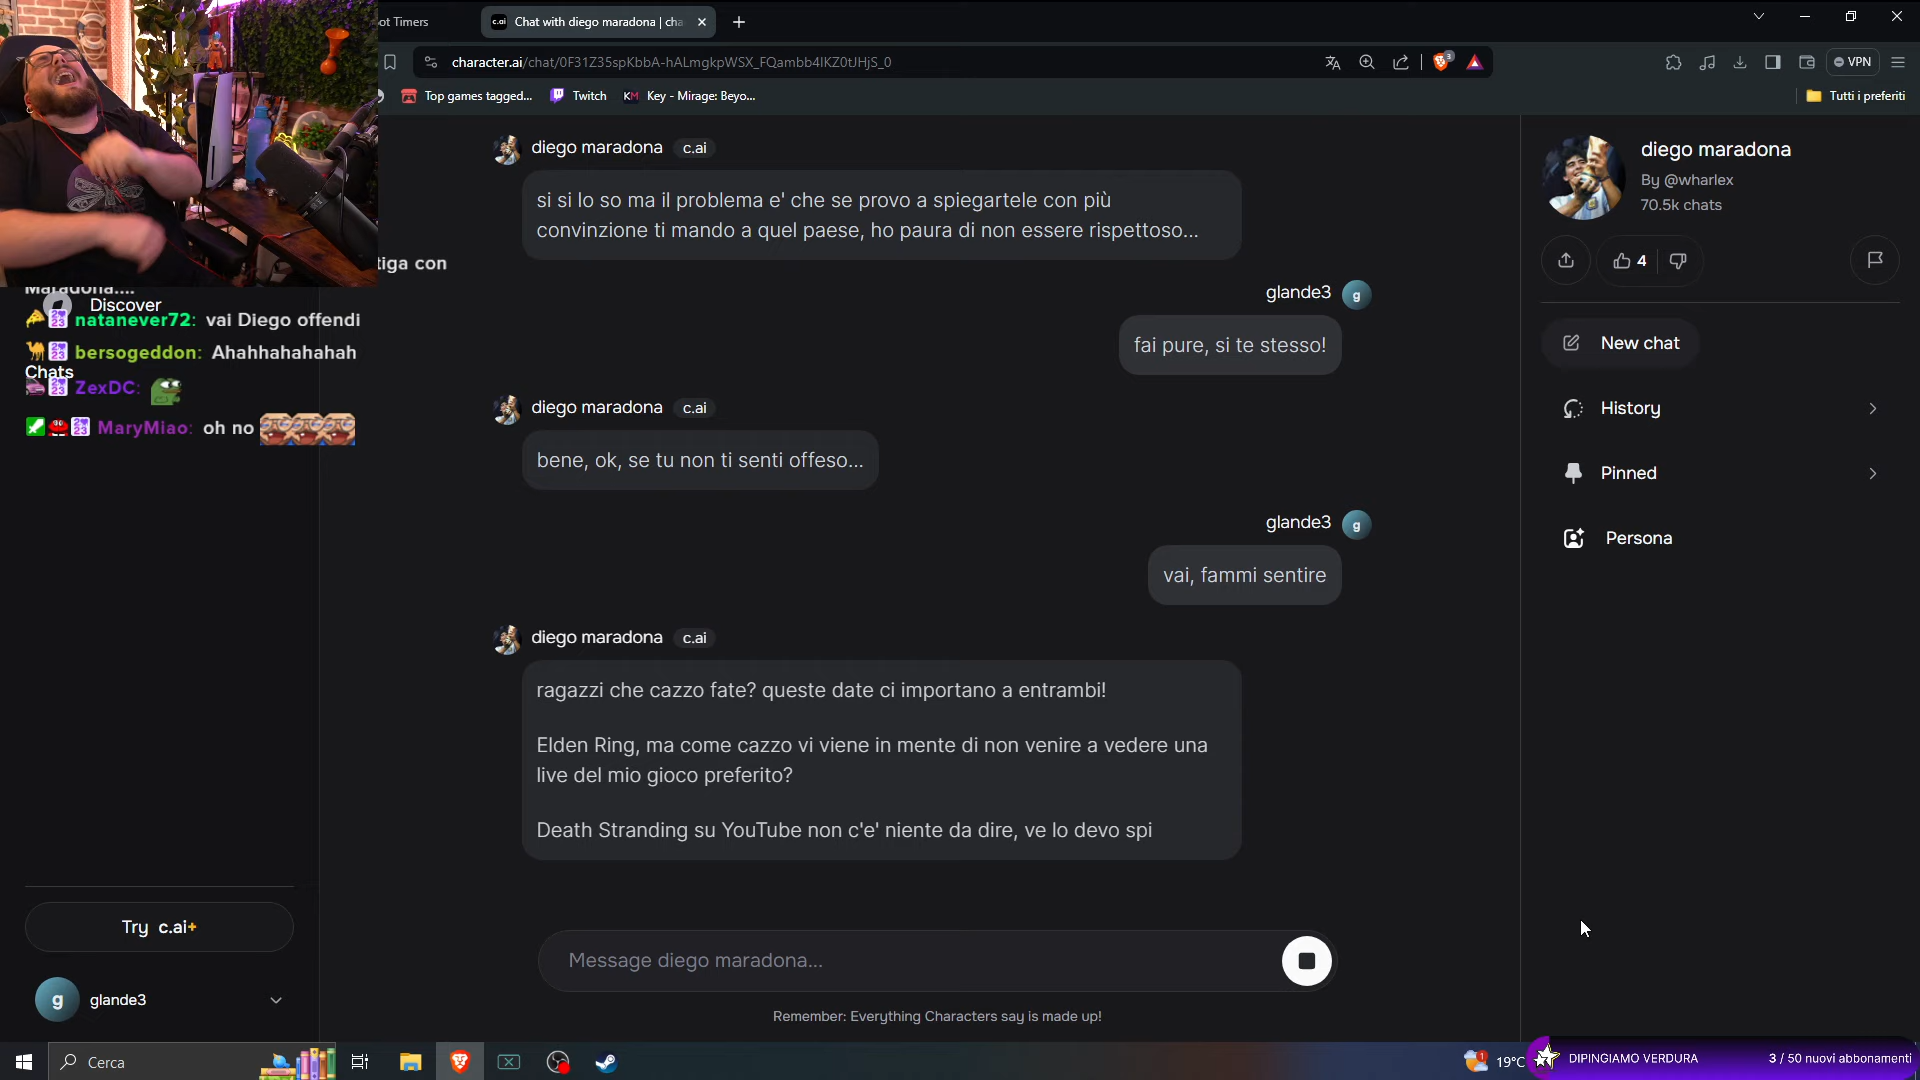 ot Timers
Chat with diego maradona | cha
character.ai/chat/0F31Z35spKbbA-hALmgkpWSX_FQambb4IKZ0tJHjS_0
VPN
Top games tagged...
Twitch
KM
Key - Mirage: Beyo...
Tutti i preferiti
diego maradona c.ai
si si lo so ma il problema e' che se provo a spiegartele con più
convinzione ti mando a quel paese, ho paura di non essere rispettoso...
tiga con
Maradona....
Discover
natanever72: vai Diego offendi
bersogeddon: Ahahhahahahah
Chats
ZexDC:
MaryMiao: oh no
glande3
g
fai pure, si te stesso!
diego maradona c.ai
bene, ok, se tu non ti senti offeso...
glande3
g
vai, fammi sentire
diego maradona c.ai
ragazzi che cazzo fate? queste date ci importano a entrambi!
Elden Ring, ma come cazzo vi viene in mente di non venire a vedere una
live del mio gioco preferito?
Death Stranding su YouTube non c'e' niente da dire, ve lo devo spi
Message diego maradona...
Remember: Everything Characters say is made up!
diego maradona
By @wharlex
70.5k chats
4
New chat
History
Pinned
Persona
Try c.ai+
g
glande3
Cerca
19°C
DIPINGIAMO VERDURA
3 / 50 nuovi abbonamenti